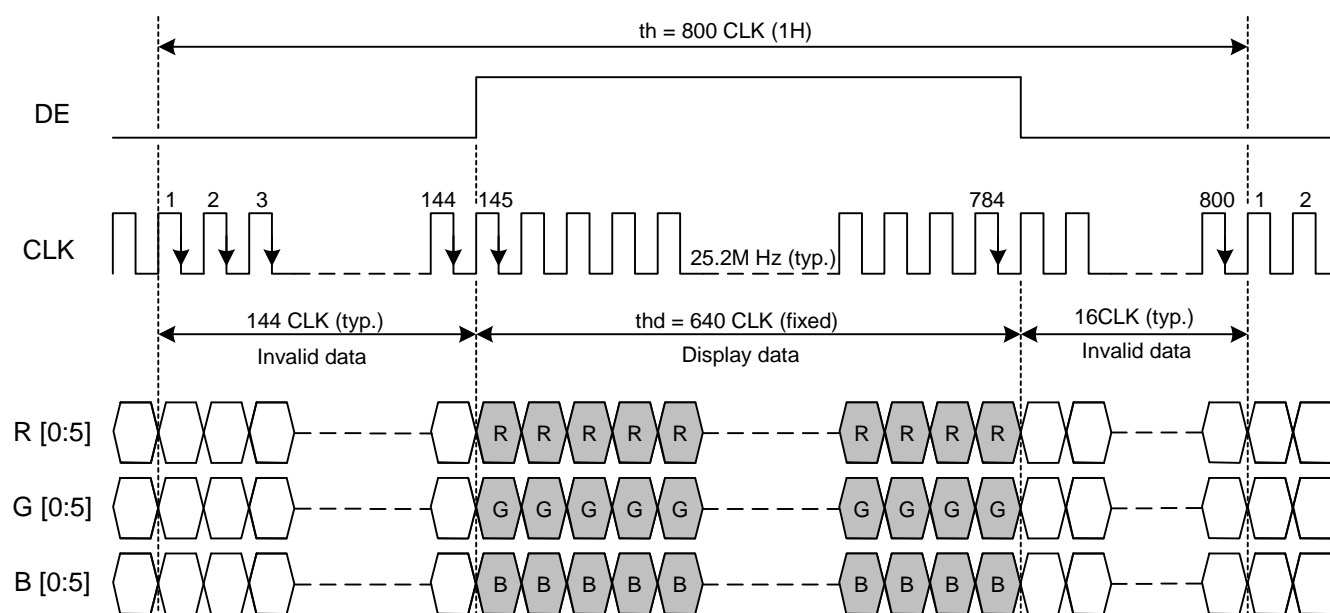 th = 800 CLK (1H)
DE
1 2 3 144 145 784 800 1 2
CLK
25.2M Hz (typ.)
144 CLK (typ.) thd = 640 CLK (fixed) 16CLK (typ.)
Invalid data Display data Invalid data
R [0:5] R R R R R R R R R
G [0:5] G G G G G G G G G
B [0:5] B B B B B B B B B